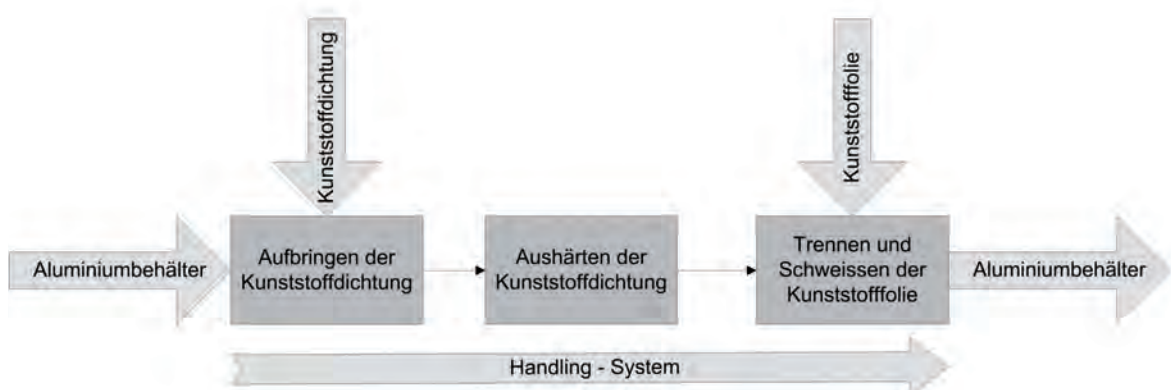 Kunststoffdichtung
Kunststofffolie
Aluminiumbehälter
Aufbringen der
Kunststoffdichtung
Aushärten der
Kunststoffdichtung
Trennen und
Schweissen der
Kunststofffolie
Aluminiumbehälter
Handling - System